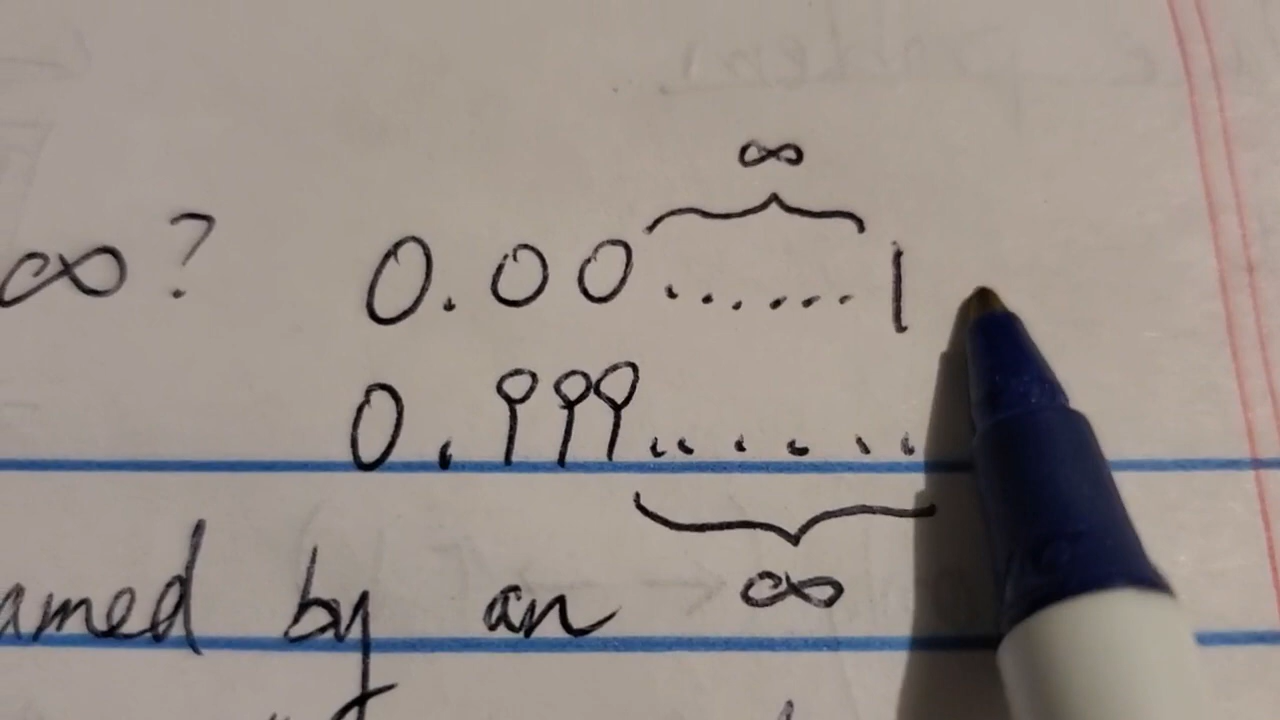 ∞
∞? 0.00.......1
0.999.......
∞
amed by an